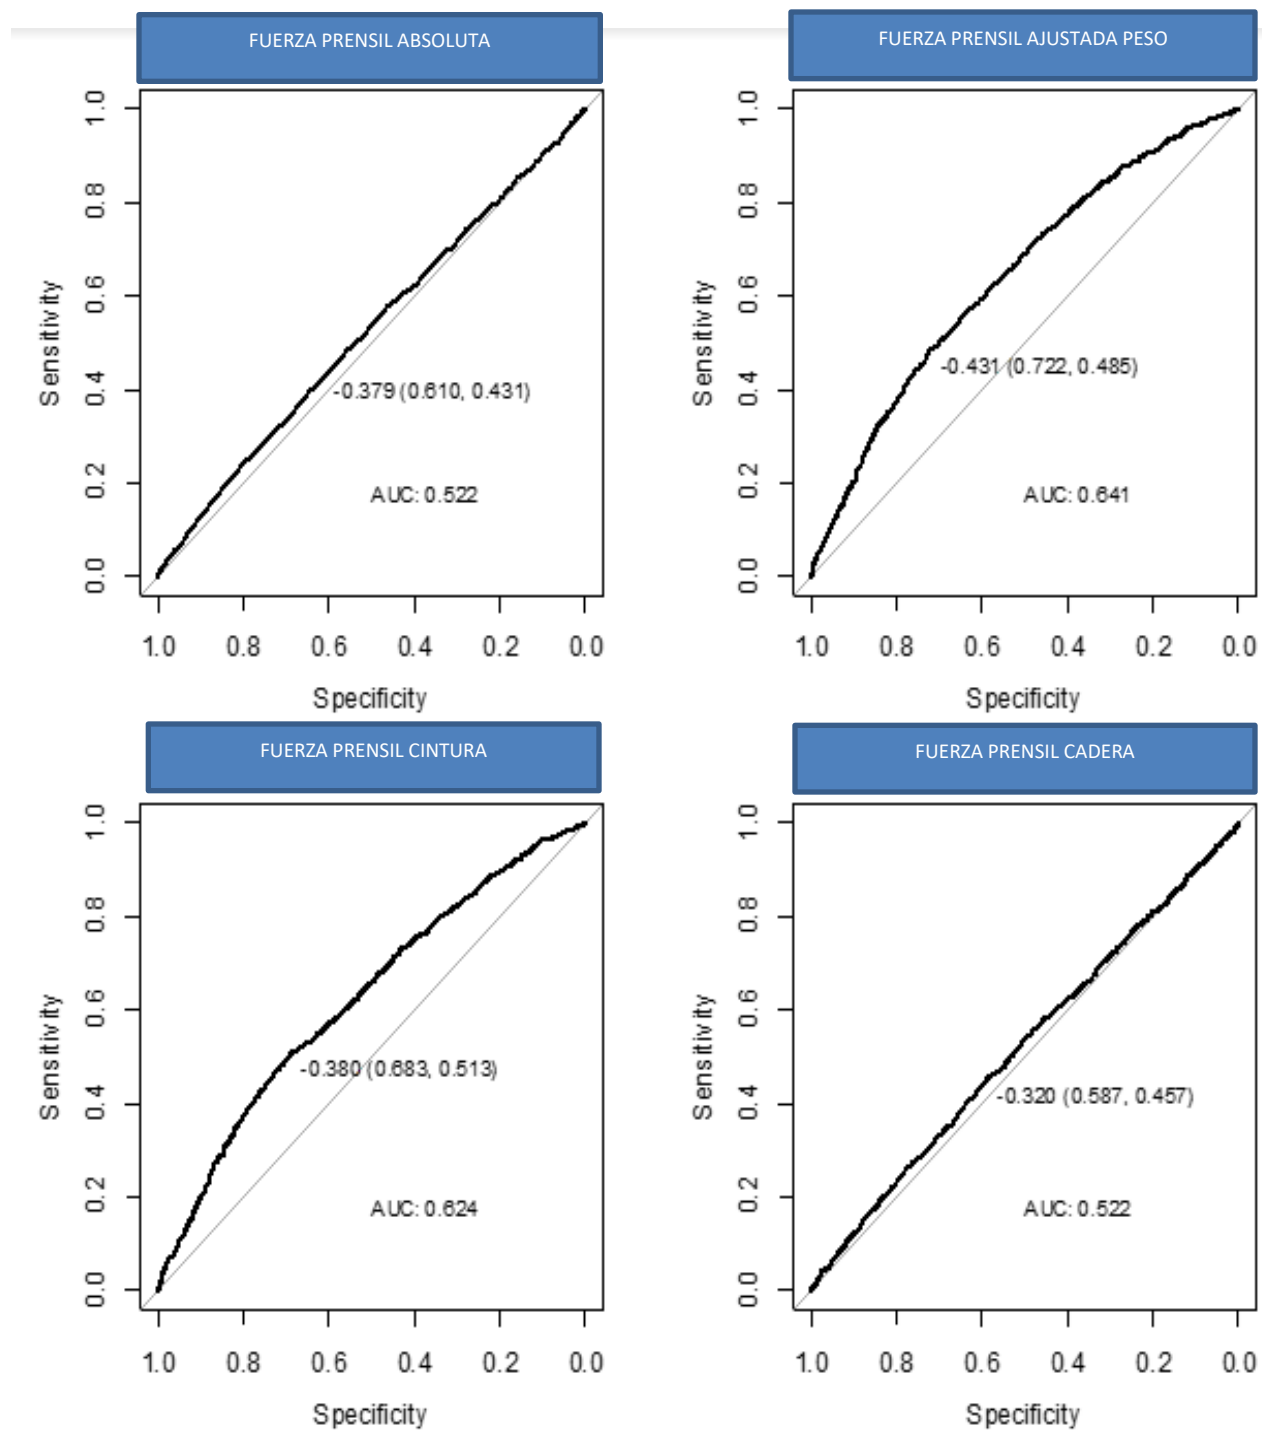 FUERZA PRENSIL ABSOLUTA
Sensitivity
1.0
0.8
0.6
0.4
0.2
0.0
-0.379 (0.610, 0.431)
AUC: 0.522
1.0 0.8 0.6 0.4 0.2 0.0
Specificity
FUERZA PRENSIL AJUSTADA PESO
Sensitivity
1.0
0.8
0.6
0.4
0.2
0.0
-0.431 (0.722, 0.485)
AUC: 0.641
1.0 0.8 0.6 0.4 0.2 0.0
Specificity
FUERZA PRENSIL CINTURA
Sensitivity
1.0
0.8
0.6
0.4
0.2
0.0
-0.380 (0.683, 0.513)
AUC: 0.624
1.0 0.8 0.6 0.4 0.2 0.0
Specificity
FUERZA PRENSIL CADERA
Sensitivity
1.0
0.8
0.6
0.4
0.2
0.0
-0.320 (0.587, 0.457)
AUC: 0.522
1.0 0.8 0.6 0.4 0.2 0.0
Specificity